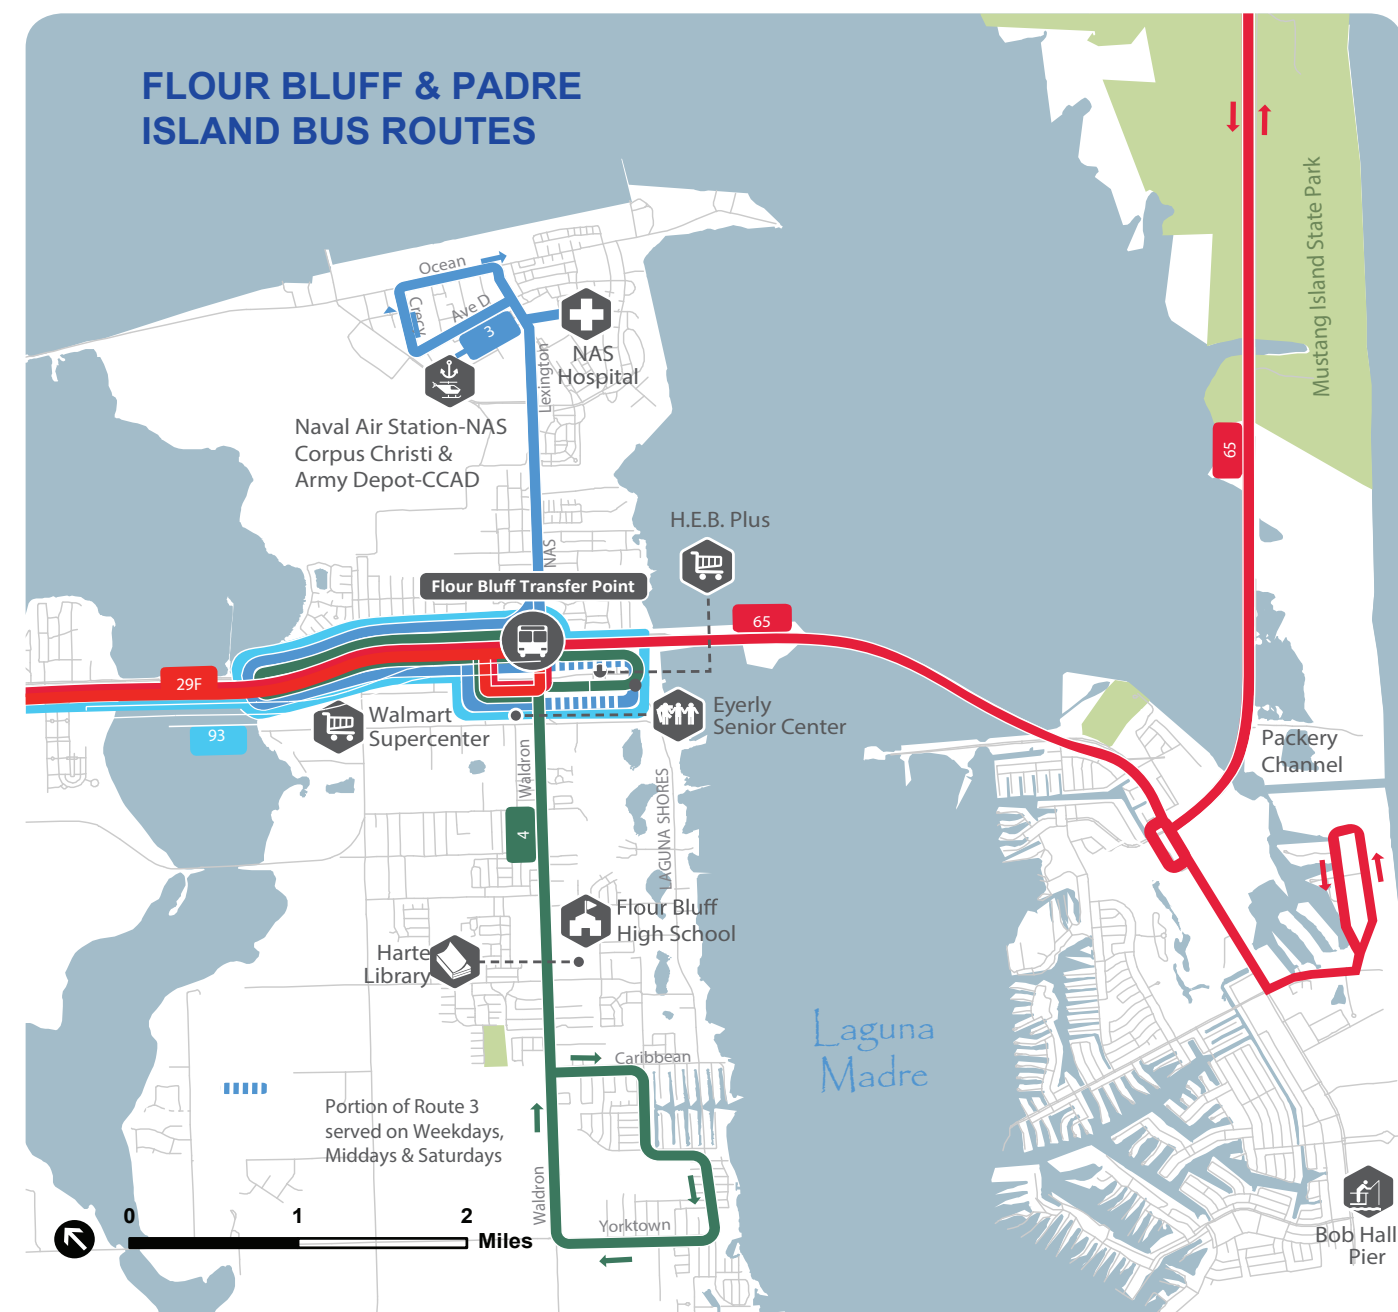 FLOUR BLUFF & PADRE
ISLAND BUS ROUTES
Mustang Island State Park
Ocean
Crecy
Ave D
3
NAS
Hospital
Lexington
Naval Air Station-NAS
Corpus Christi &
Army Depot-CCAD
65
H.E.B. Plus
NAS
Flour Bluff Transfer Point
65
29F
93
Walmart
Supercenter
Eyerly
Senior Center
Packery
Channel
Waldron
LAGUNA SHORES
4
Flour Bluff
High School
Harte
Library
Laguna
Madre
Caribbean
Portion of Route 3
served on Weekdays,
Middays & Saturdays
Waldron
Yorktown
0 1 2
Miles
Bob Hall
Pier